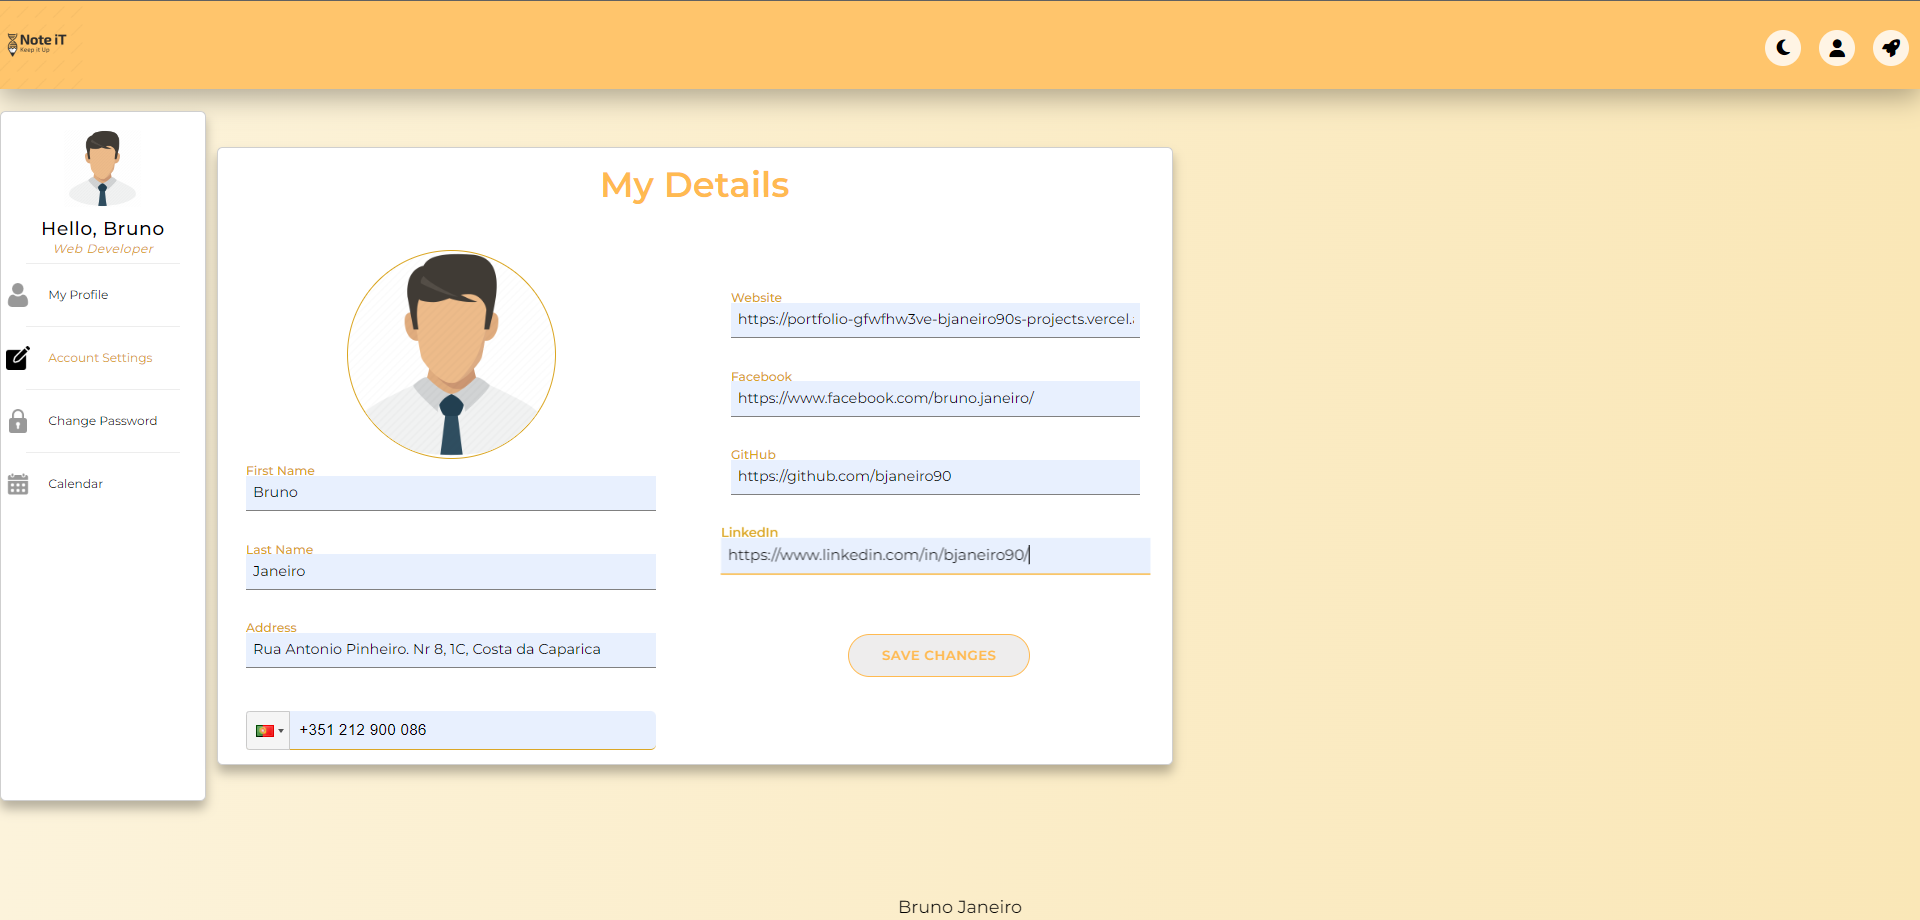 Note iT
Keep it Up
Hello, Bruno
Web Developer
My Profile
Account Settings
Change Password
Calendar
My Details
First Name
Bruno
Last Name
Janeiro
Address
Rua Antonio Pinheiro. Nr 8, 1C, Costa da Caparica
+351 212 900 086
Website
https://portfolio-gfwfhw3ve-bjaneiro90s-projects.vercel.
Facebook
https://www.facebook.com/bruno.janeiro/
GitHub
https://github.com/bjaneiro90
LinkedIn
https://www.linkedin.com/in/bjaneiro90/
SAVE CHANGES
Bruno Janeiro